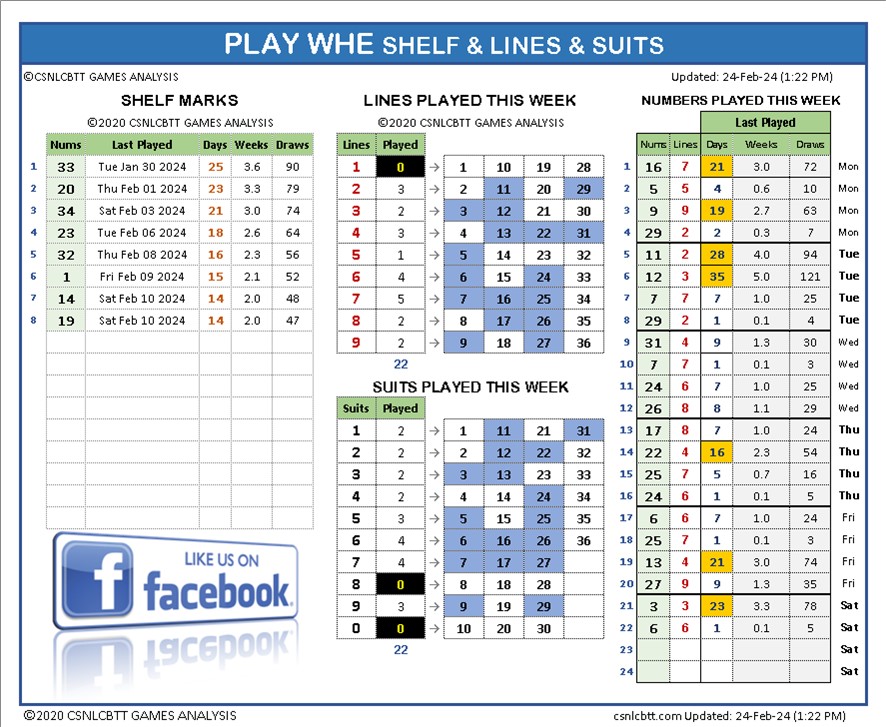 PLAY WHE SHELF & LINES & SUITS
©CSNLCBTT GAMES ANALYSIS
Updated: 24-Feb-24 (1:22 PM)
SHELF MARKS
©2020 CSNLCBTT GAMES ANALYSIS
Nums Last Played Days Weeks Draws
1 33 Tue Jan 30 2024 25 3.6 90
2 20 Thu Feb 01 2024 23 3.3 79
3 34 Sat Feb 03 2024 21 3.0 74
4 23 Tue Feb 06 2024 18 2.6 64
5 32 Thu Feb 08 2024 16 2.3 56
6 1 Fri Feb 09 2024 15 2.1 52
7 14 Sat Feb 10 2024 14 2.0 48
8 19 Sat Feb 10 2024 14 2.0 47
LIKE US ON
facebook.
LINES PLAYED THIS WEEK
©2020 CSNLCBTT GAMES ANALYSIS
Lines Played
1 0 → 1 10 19 28
2 3 → 2 11 20 29
3 2 → 3 12 21 30
4 3 → 4 13 22 31
5 1 → 5 14 23 32
6 4 → 6 15 24 33
7 5 → 7 16 25 34
8 2 → 8 17 26 35
9 2 → 9 18 27 36
22
SUITS PLAYED THIS WEEK
Suits Played
1 2 → 1 11 21 31
2 2 → 2 12 22 32
3 2 → 3 13 23 33
4 2 → 4 14 24 34
5 3 → 5 15 25 35
6 4 → 6 16 26 36
7 4 → 7 17 27
8 0 → 8 18 28
9 3 → 9 19 29
0 0 → 10 20 30
22
NUMBERS PLAYED THIS WEEK
Last Played
Nums Lines Days Weeks Draws
1 16 7 21 3.0 72 Mon
2 5 5 4 0.6 10 Mon
3 9 9 19 2.7 63 Mon
4 29 2 2 0.3 7 Mon
5 11 2 28 4.0 94 Tue
6 12 3 35 5.0 121 Tue
7 7 7 7 1.0 25 Tue
8 29 2 1 0.1 4 Tue
9 31 4 9 1.3 30 Wed
10 7 7 1 0.1 3 Wed
11 24 6 7 1.0 25 Wed
12 26 8 8 1.1 29 Wed
13 17 8 7 1.0 24 Thu
14 22 4 16 2.3 54 Thu
15 25 7 5 0.7 16 Thu
16 24 6 1 0.1 5 Thu
17 6 6 7 1.0 24 Fri
18 25 7 1 0.1 3 Fri
19 13 4 21 3.0 74 Fri
20 27 9 9 1.3 35 Fri
21 3 3 23 3.3 78 Sat
22 6 6 1 0.1 5 Sat
23 Sat
24 Sat
©2020 CSNLCBTT GAMES ANALYSIS
csnlcbtt.com Updated: 24-Feb-24 (1:22 PM)